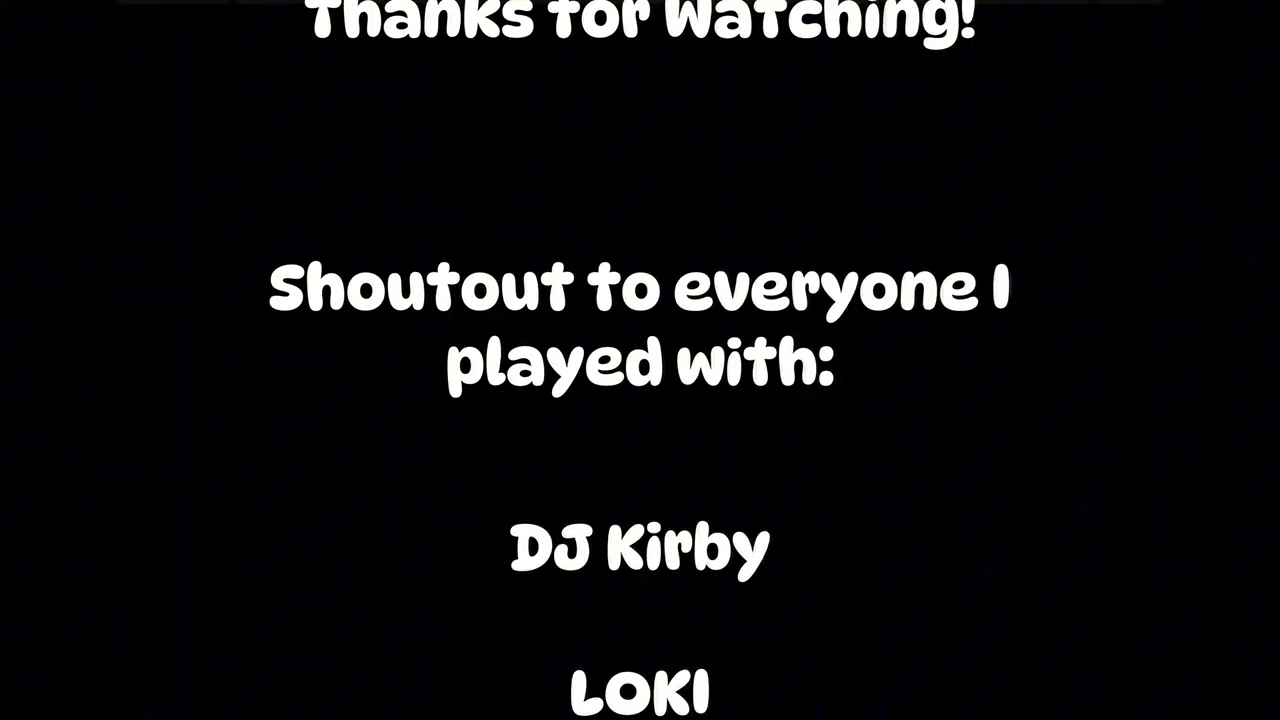 Thanks for Watching!
Shoutout to everyone I
played with:
DJ Kirby
LOKI